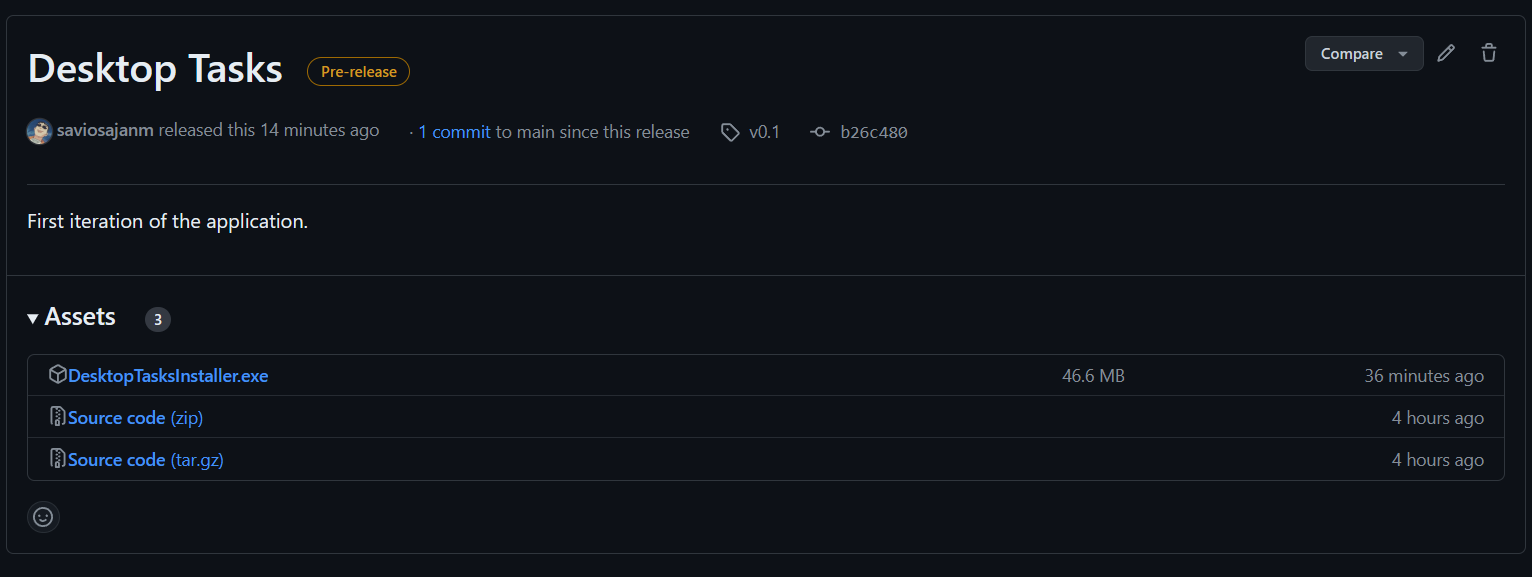 Desktop Tasks Pre-release Compare
saviosajanm released this 14 minutes ago · 1 commit to main since this release v0.1 b26c480
First iteration of the application.
Assets 3
DesktopTasksInstaller.exe 46.6 MB 36 minutes ago
Source code (zip) 4 hours ago
Source code (tar.gz) 4 hours ago